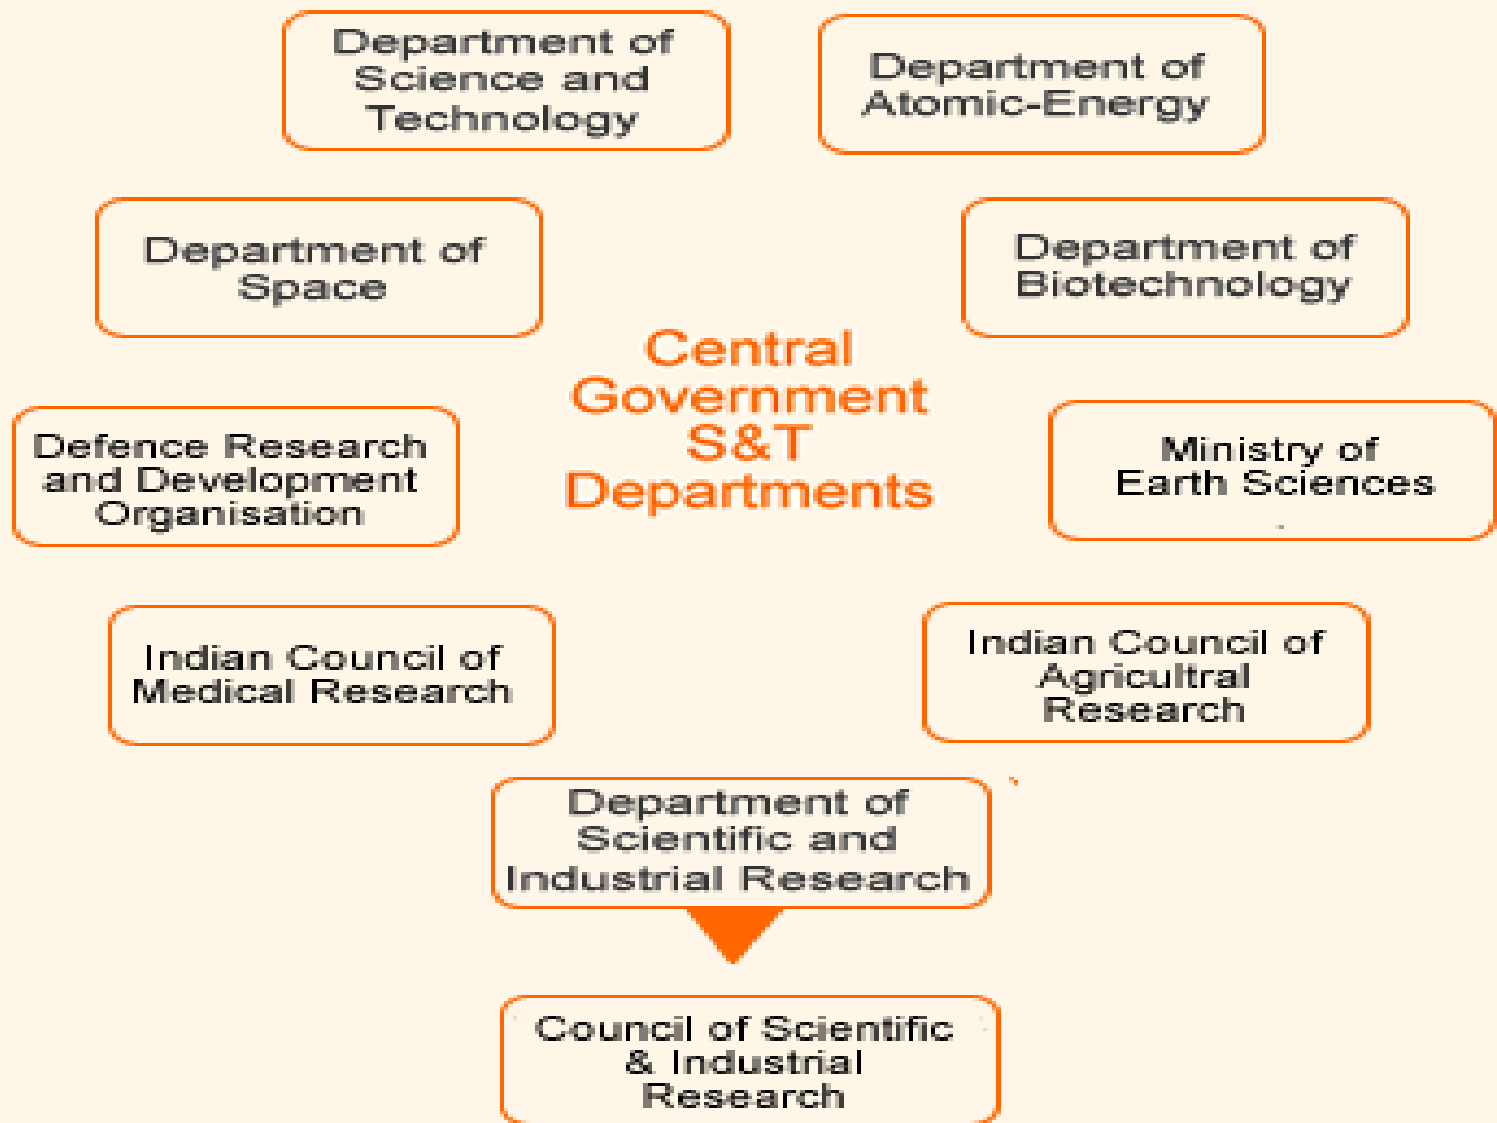 Department of
Science and
Technology
Department of
Atomic-Energy
Department of
Space
Department of
Biotechnology
Central
Government
S&T
Departments
Defence Research
and Development
Organisation
Ministry of
Earth Sciences
Indian Council of
Medical Research
Indian Council of
Agricultral
Research
Department of
Scientific and
Industrial Research
Council of Scientific
& Industrial
Research